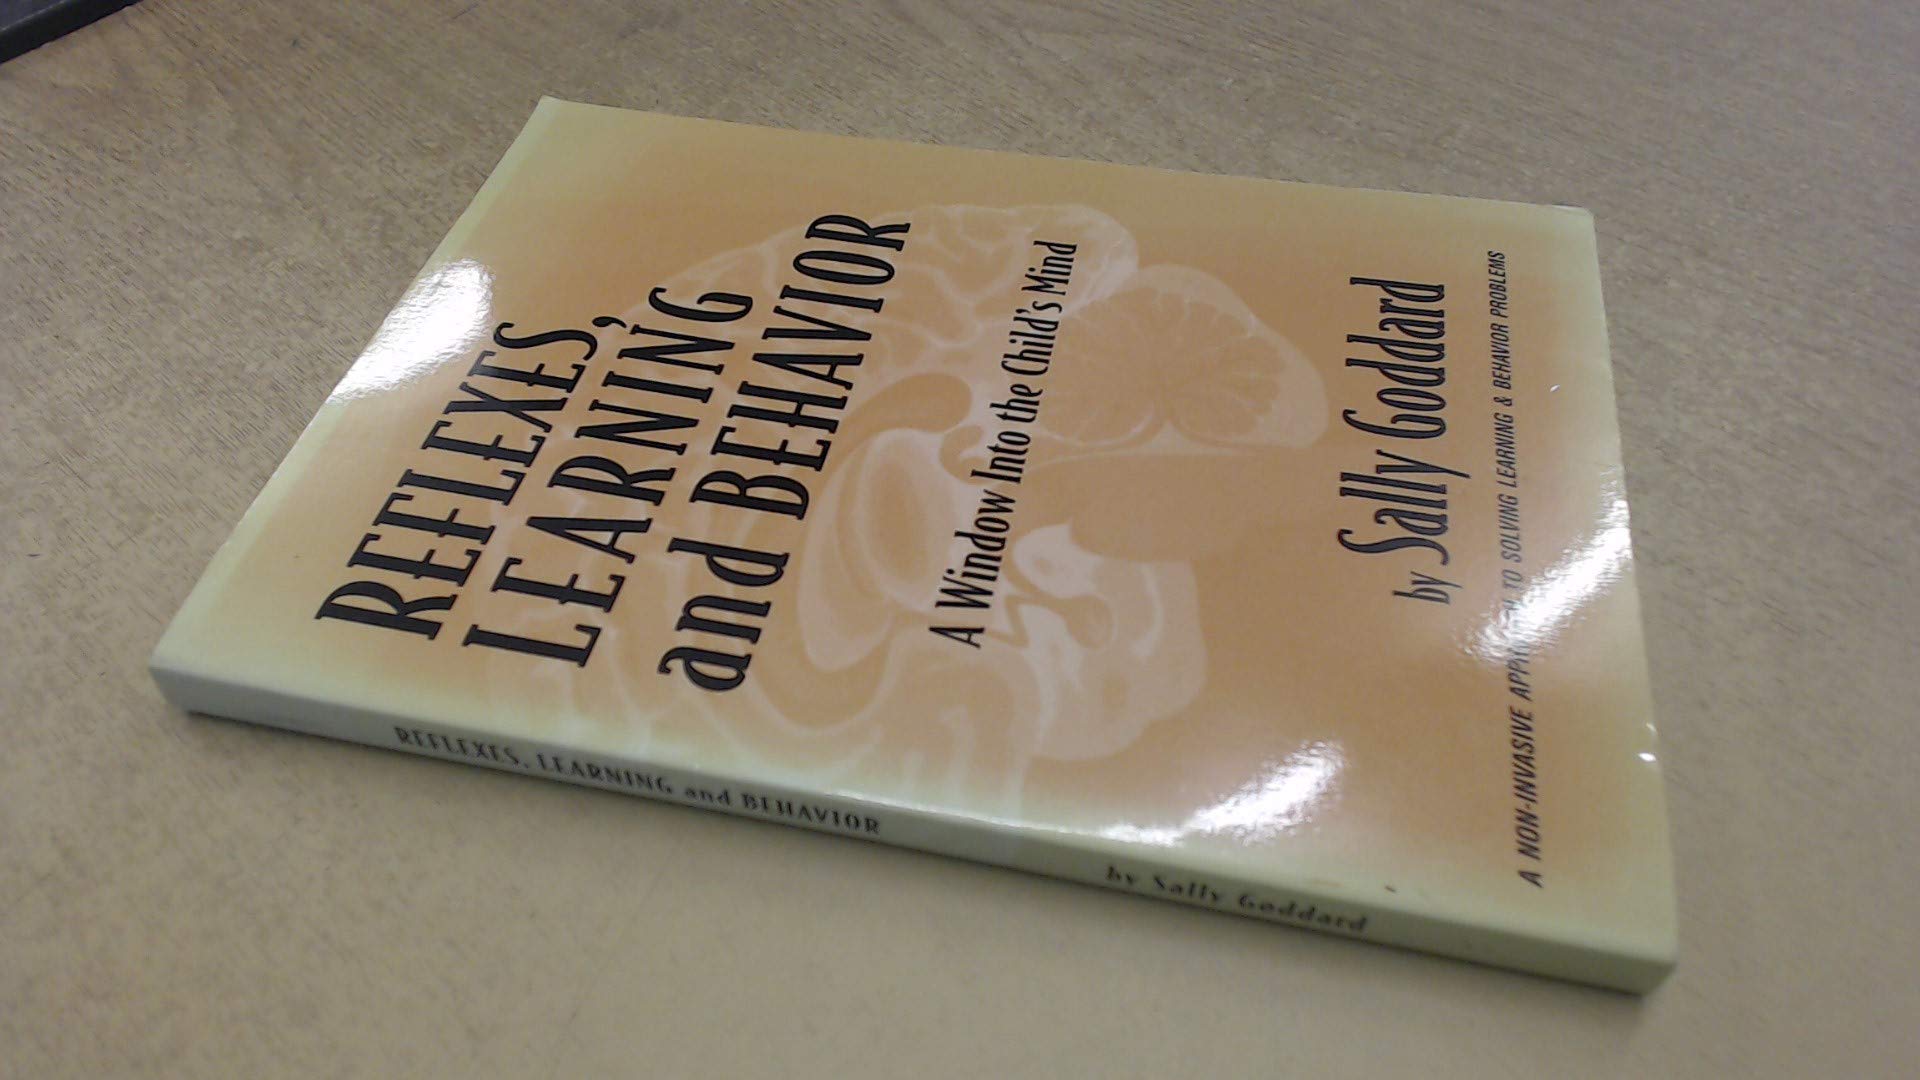 REFLEXES,
LEARNING
and BEHAVIOR
A Window Into the Child's Mind
by Sally Goddard
A NON-INVASIVE APPROACH TO SOLVING LEARNING & BEHAVIOR PROBLEMS
REFLEXES, LEARNING and BEHAVIOR
by Sally Goddard